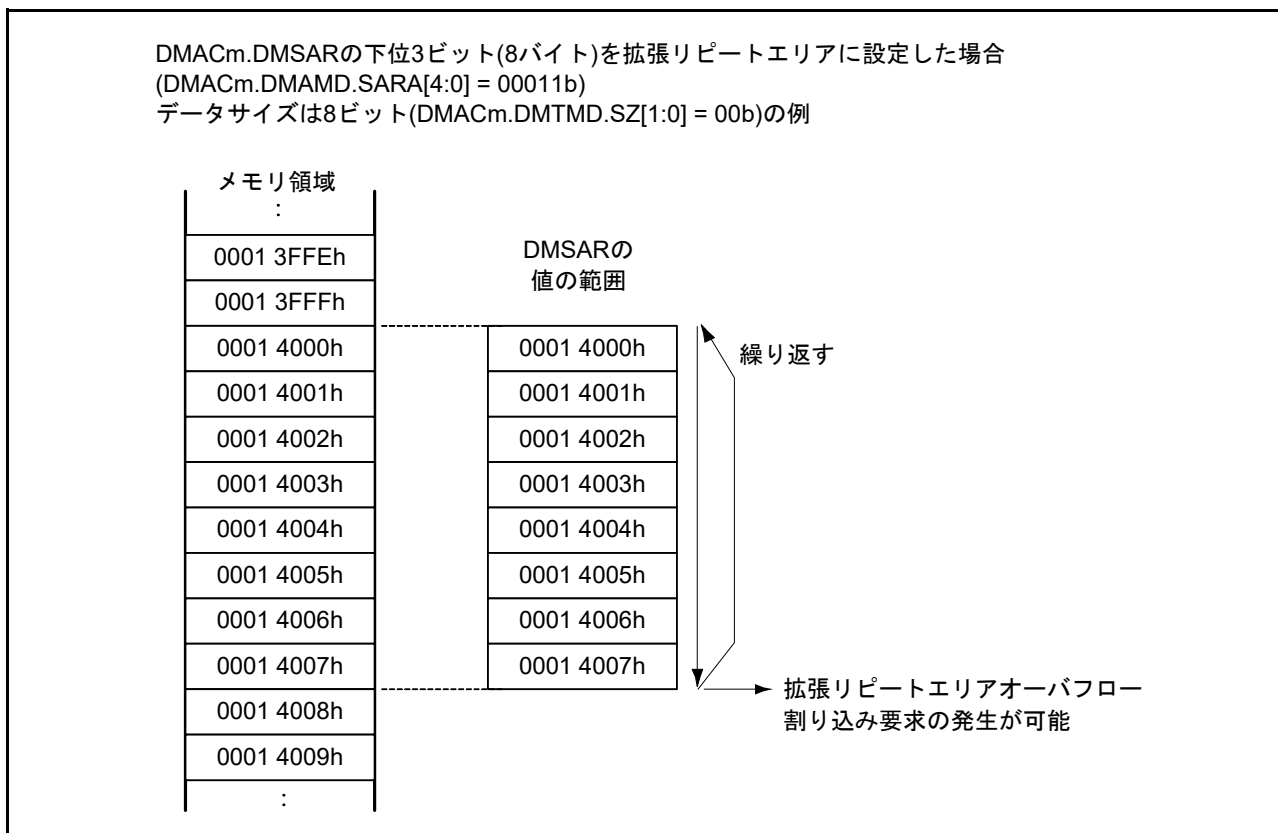 DMACm.DMSARの下位3ビット(8バイト)を拡張リピートエリアに設定した場合
(DMACm.DMAMD.SARA[4:0] = 00011b)
データサイズは8ビット(DMACm.DMTMD.SZ[1:0] = 00b)の例
メモリ領域
:
0001 3FFEh
0001 3FFFh
0001 4000h
0001 4001h
0001 4002h
0001 4003h
0001 4004h
0001 4005h
0001 4006h
0001 4007h
0001 4008h
0001 4009h
:
DMSARの
値の範囲
0001 4000h
0001 4001h
0001 4002h
0001 4003h
0001 4004h
0001 4005h
0001 4006h
0001 4007h
繰り返す
拡張リピートエリアオーバフロー
割り込み要求の発生が可能